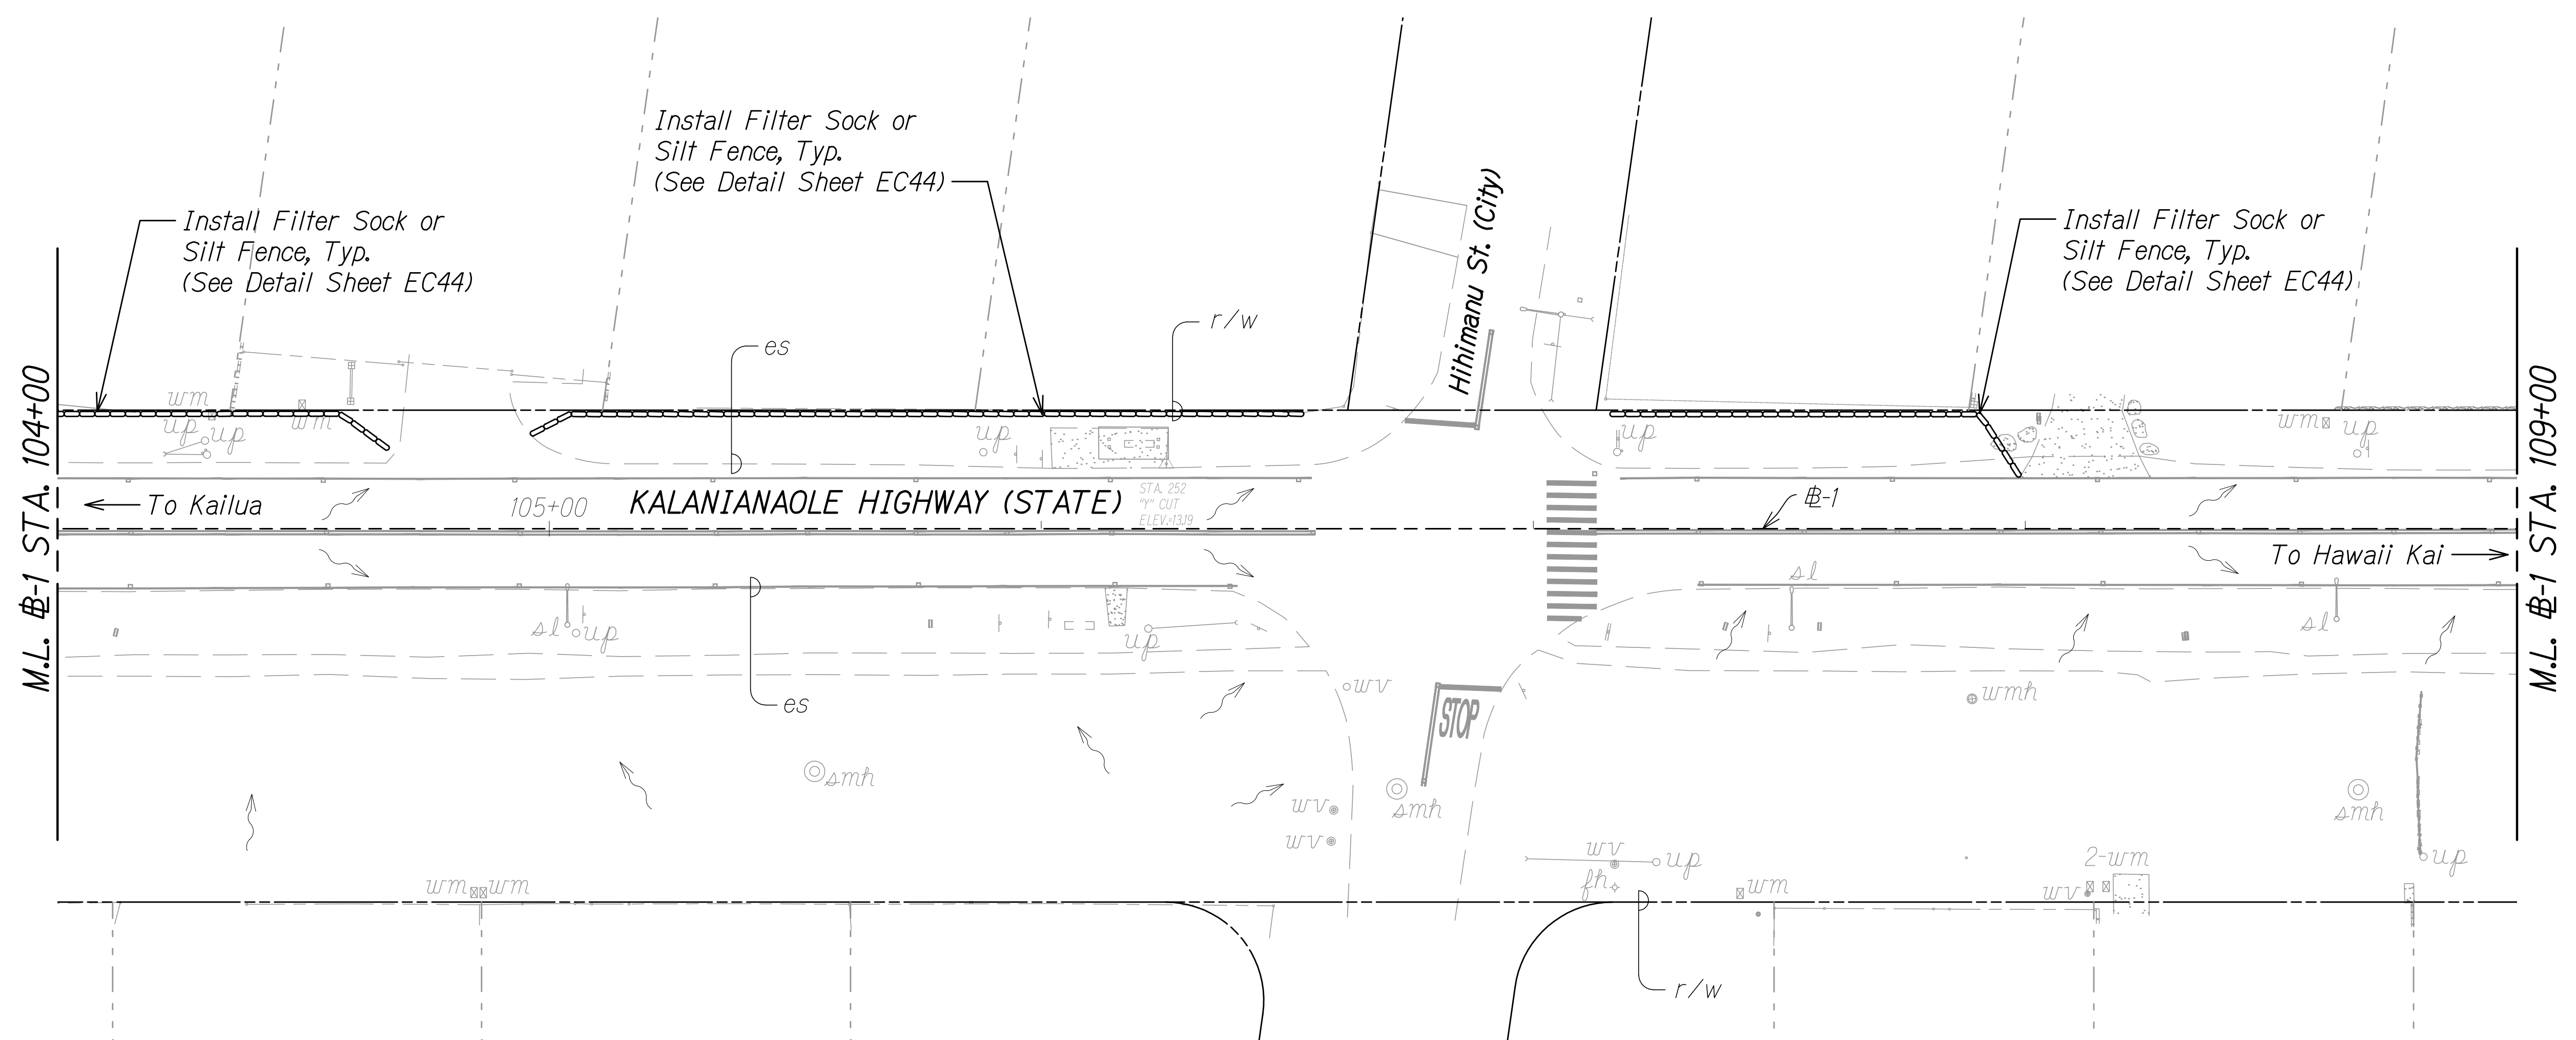 Install Filter Sock or
Silt Fence, Typ.
(See Detail Sheet EC44)
Install Filter Sock or
Silt Fence, Typ.
(See Detail Sheet EC44)
Install Filter Sock or
Silt Fence, Typ.
(See Detail Sheet EC44)
Hihimanu St. (City)
r/w
es
wm
wm
up
up
up
up
wm
up
M.L. BL-1 STA. 104+00
To Kailua
105+00
KALANIANAOLE HIGHWAY (STATE)
STA. 252
"Y" CUT
ELEV.=13.19
BL-1
To Hawaii Kai
M.L. BL-1 STA. 109+00
sl
up
up
sl
sl
es
wv
STOP
wmh
smh
wv
wv
smh
smh
wv
up
fh
2-wm
up
wm
wm
wm
wv
r/w